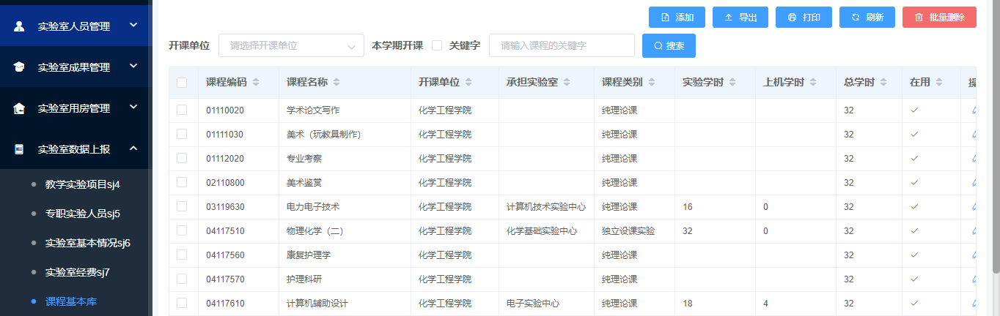 实验室人员管理
实验室成果管理
实验室用房管理
实验室数据上报
教学实验项目sj4
专职实验人员sj5
实验室基本情况sj6
实验室经费sj7
课程基本库
添加 导出 打印 刷新 批量删除
开课单位 请选择开课单位 本学期开课 关键字 请输入课程的关键字 搜索
课程编码 课程名称 开课单位 承担实验室 课程类别 实验学时 上机学时 总学时 在用
01110020 学术论文写作 化学工程学院 纯理论课 32
01111030 美术（玩教具制作） 化学工程学院 纯理论课 32
01112020 专业考察 化学工程学院 纯理论课 32
02110800 美术鉴赏 化学工程学院 纯理论课 32
03119630 电力电子技术 化学工程学院 计算机技术实验中心 纯理论课 16 0 32
04117510 物理化学（二） 化学工程学院 化学基础实验中心 独立设课实验 32 0 32
04117560 康复护理学 化学工程学院 纯理论课 32
04117570 护理科研 化学工程学院 纯理论课 32
04117610 计算机辅助设计 化学工程学院 电子实验中心 纯理论课 18 4 32